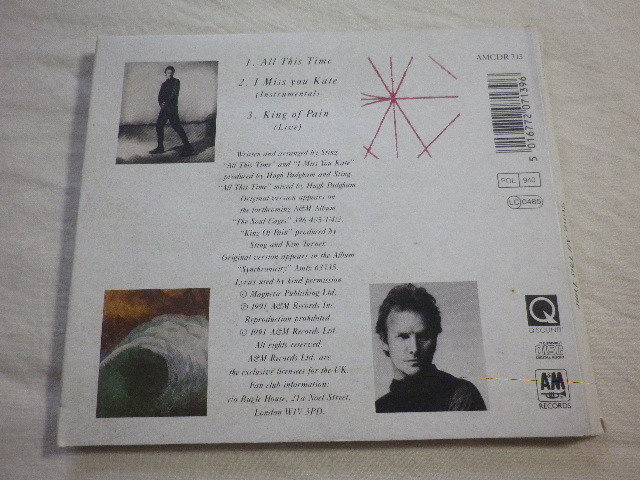 1. All This Time
2. I Miss you Kate
(Instrumental)
3. King of Pain
(Live)
AMCDR 713
5 016772 071396
POL 940
LC 0485
Written and arranged by Sting
"All This Time" and "I Miss You Kate"
produced by Hugh Padgham and Sting
"All This Time" mixed by Hugh Padgham
Original version appears on
the forthcoming A&M Album
"The Soul Cages" 396 405-1/4/2.
"King Of Pain" produced by
Sting and Kim Turner
Original version appears in the Album
"Synchronicity" Amlx 63735.
Lyrics used by kind permission
© Magnetic Publishing Ltd.
℗ 1991 A&M Records Inc.
Reproduction prohibited
© 1991 A&M Records Ltd
All rights reserved.
A&M Records Ltd. are
the exclusive licensees for the UK.
Fan club information:
c/o Bugle House, 21a Noel Street,
London W1V 3PD.
Q
QSOUND
COMPACT
disc
DIGITAL AUDIO
A&M
RECORDS